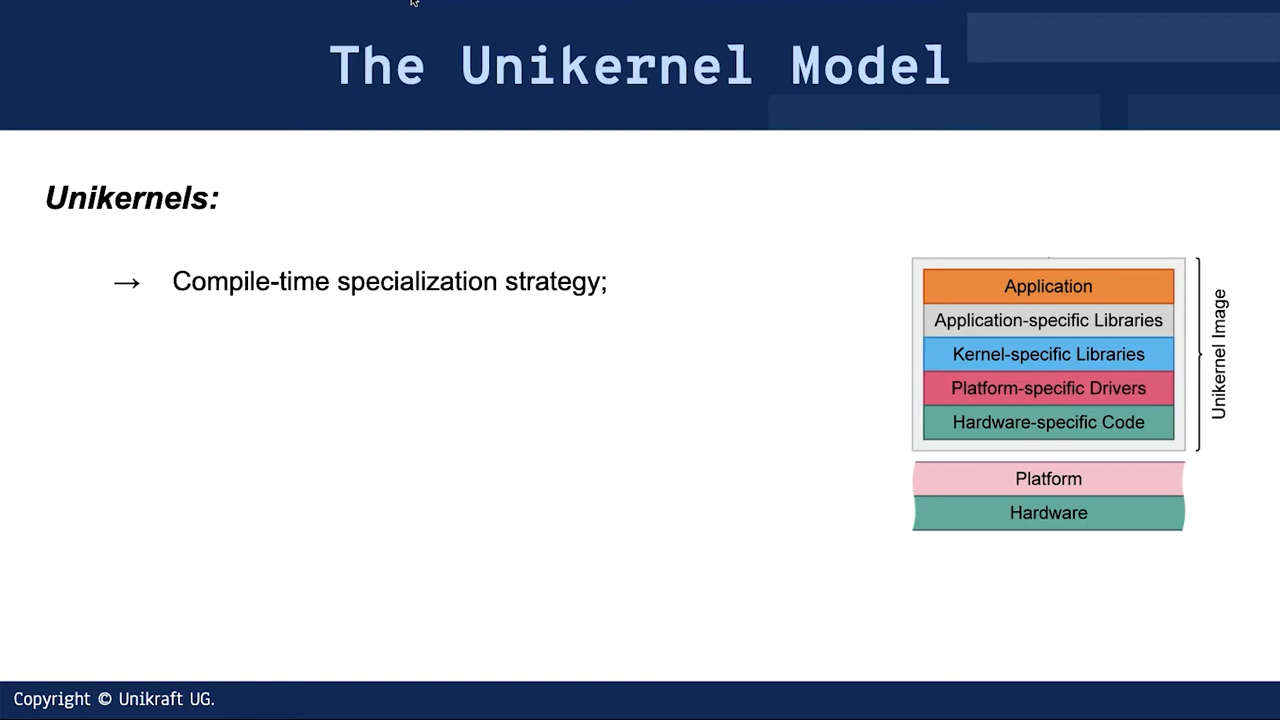 The Unikernel Model
Unikernels:
→ Compile-time specialization strategy;
Application
Application-specific Libraries
Kernel-specific Libraries
Platform-specific Drivers
Hardware-specific Code
Unikernel Image
Platform
Hardware
Copyright © Unikraft UG.